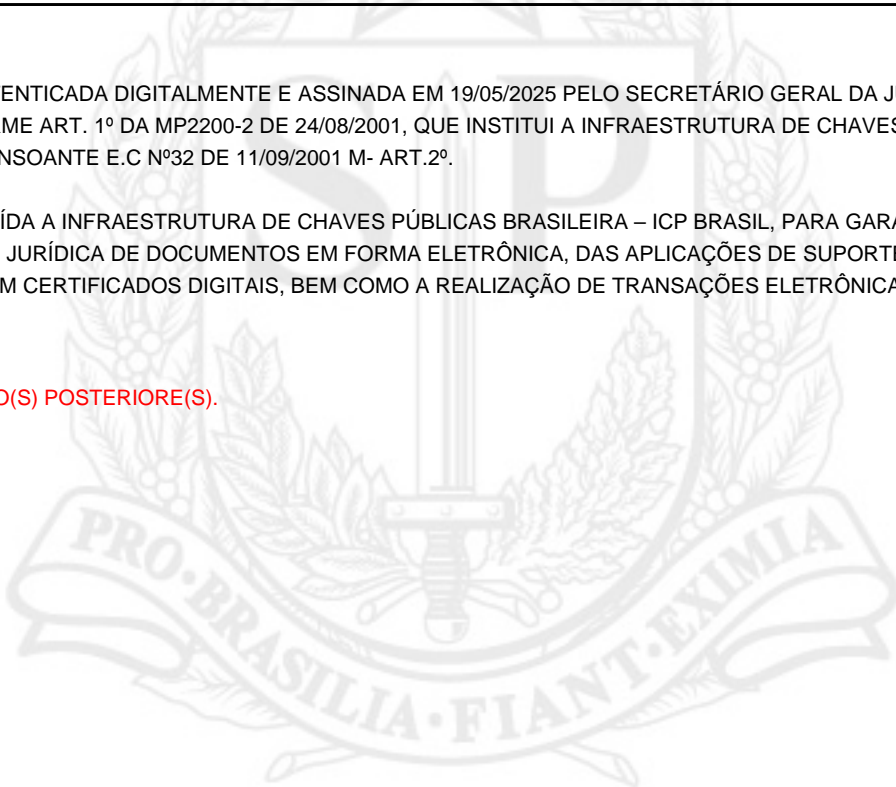 ENTICADA DIGITALMENTE E ASSINADA EM 19/05/2025 PELO SECRETÁRIO GERAL DA J
ME ART. 1º DA MP2200-2 DE 24/08/2001, QUE INSTITUI A INFRAESTRUTURA DE CHAVES
NSOANTE E.C Nº32 DE 11/09/2001 M- ART.2º.
ÍDA A INFRAESTRUTURA DE CHAVES PÚBLICAS BRASILEIRA – ICP BRASIL, PARA GARA
JURÍDICA DE DOCUMENTOS EM FORMA ELETRÔNICA, DAS APLICAÇÕES DE SUPORTE
M CERTIFICADOS DIGITAIS, BEM COMO A REALIZAÇÃO DE TRANSAÇÕES ELETRÔNICA
O(S) POSTERIORE(S).
SP
PRO·BRASILIA·FIANT·EXIMIA